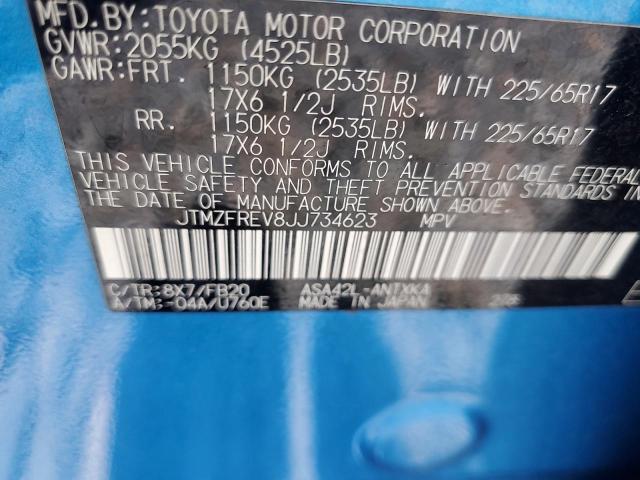 MFD. BY: TOYOTA MOTOR CORPORATION
GVWR: 2055KG (4525LB)
GAWR: FRT. 1150KG (2535LB) WITH 225/65R17
17X6 1/2J RIMS.
RR. 1150KG (2535LB) WITH 225/65R17
17X6 1/2J RIMS.
THIS VEHICLE CONFORMS TO ALL APPLICABLE FEDERAL
VEHICLE SAFETY AND THEFT PREVENTION
THE DATE OF MANUFACTURE SHOWN ABOVE.
JTMZFREV8JJ734623 MPV
C/TR: 8X7/FB20 ASA42L-ANTXKA
A/TM: -04A/U760E MADE IN JAPAN